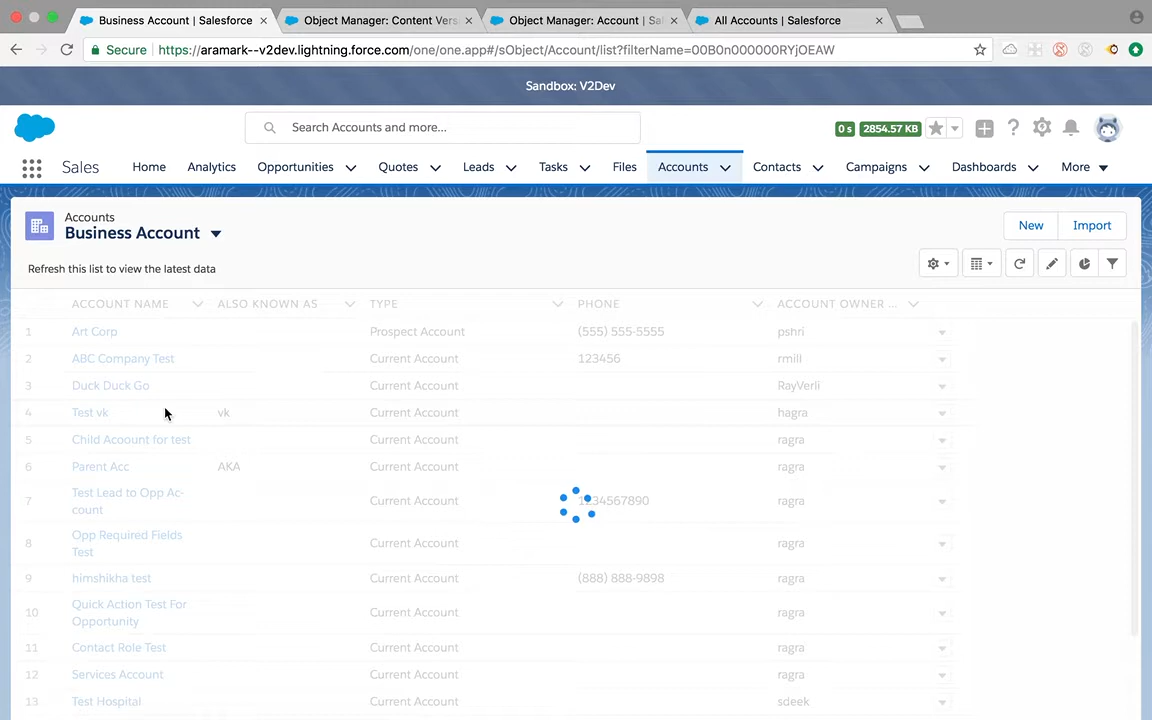 Business Account | Salesforce
Object Manager: Content Vers
Object Manager: Account | Sal
All Accounts | Salesforce
Secure https://aramark--v2dev.lightning.force.com/one/one.app#/sObject/Account/list?filterName=00B0n000000RYjOEAW
Sandbox: V2Dev
Search Accounts and more...
0 s 2854.57 KB
Sales Home Analytics Opportunities Quotes Leads Tasks Files Accounts Contacts Campaigns Dashboards More
Accounts
Business Account
New Import
Refresh this list to view the latest data
ACCOUNT NAME ALSO KNOWN AS TYPE PHONE ACCOUNT OWNER ...
1 Art Corp Prospect Account (555) 555-5555 pshri
2 ABC Company Test Current Account 123456 rmill
3 Duck Duck Go Current Account RayVerli
4 Test vk vk Current Account hagra
5 Child Acoount for test Current Account ragra
6 Parent Acc AKA Current Account ragra
7 Test Lead to Opp Ac-
count Current Account 1234567890 ragra
8 Opp Required Fields
Test Current Account ragra
9 himshikha test Current Account (888) 888-9898 ragra
10 Quick Action Test For
Opportunity Current Account ragra
11 Contact Role Test Current Account ragra
12 Services Account Current Account ragra
13 Test Hospital Current Account sdeek